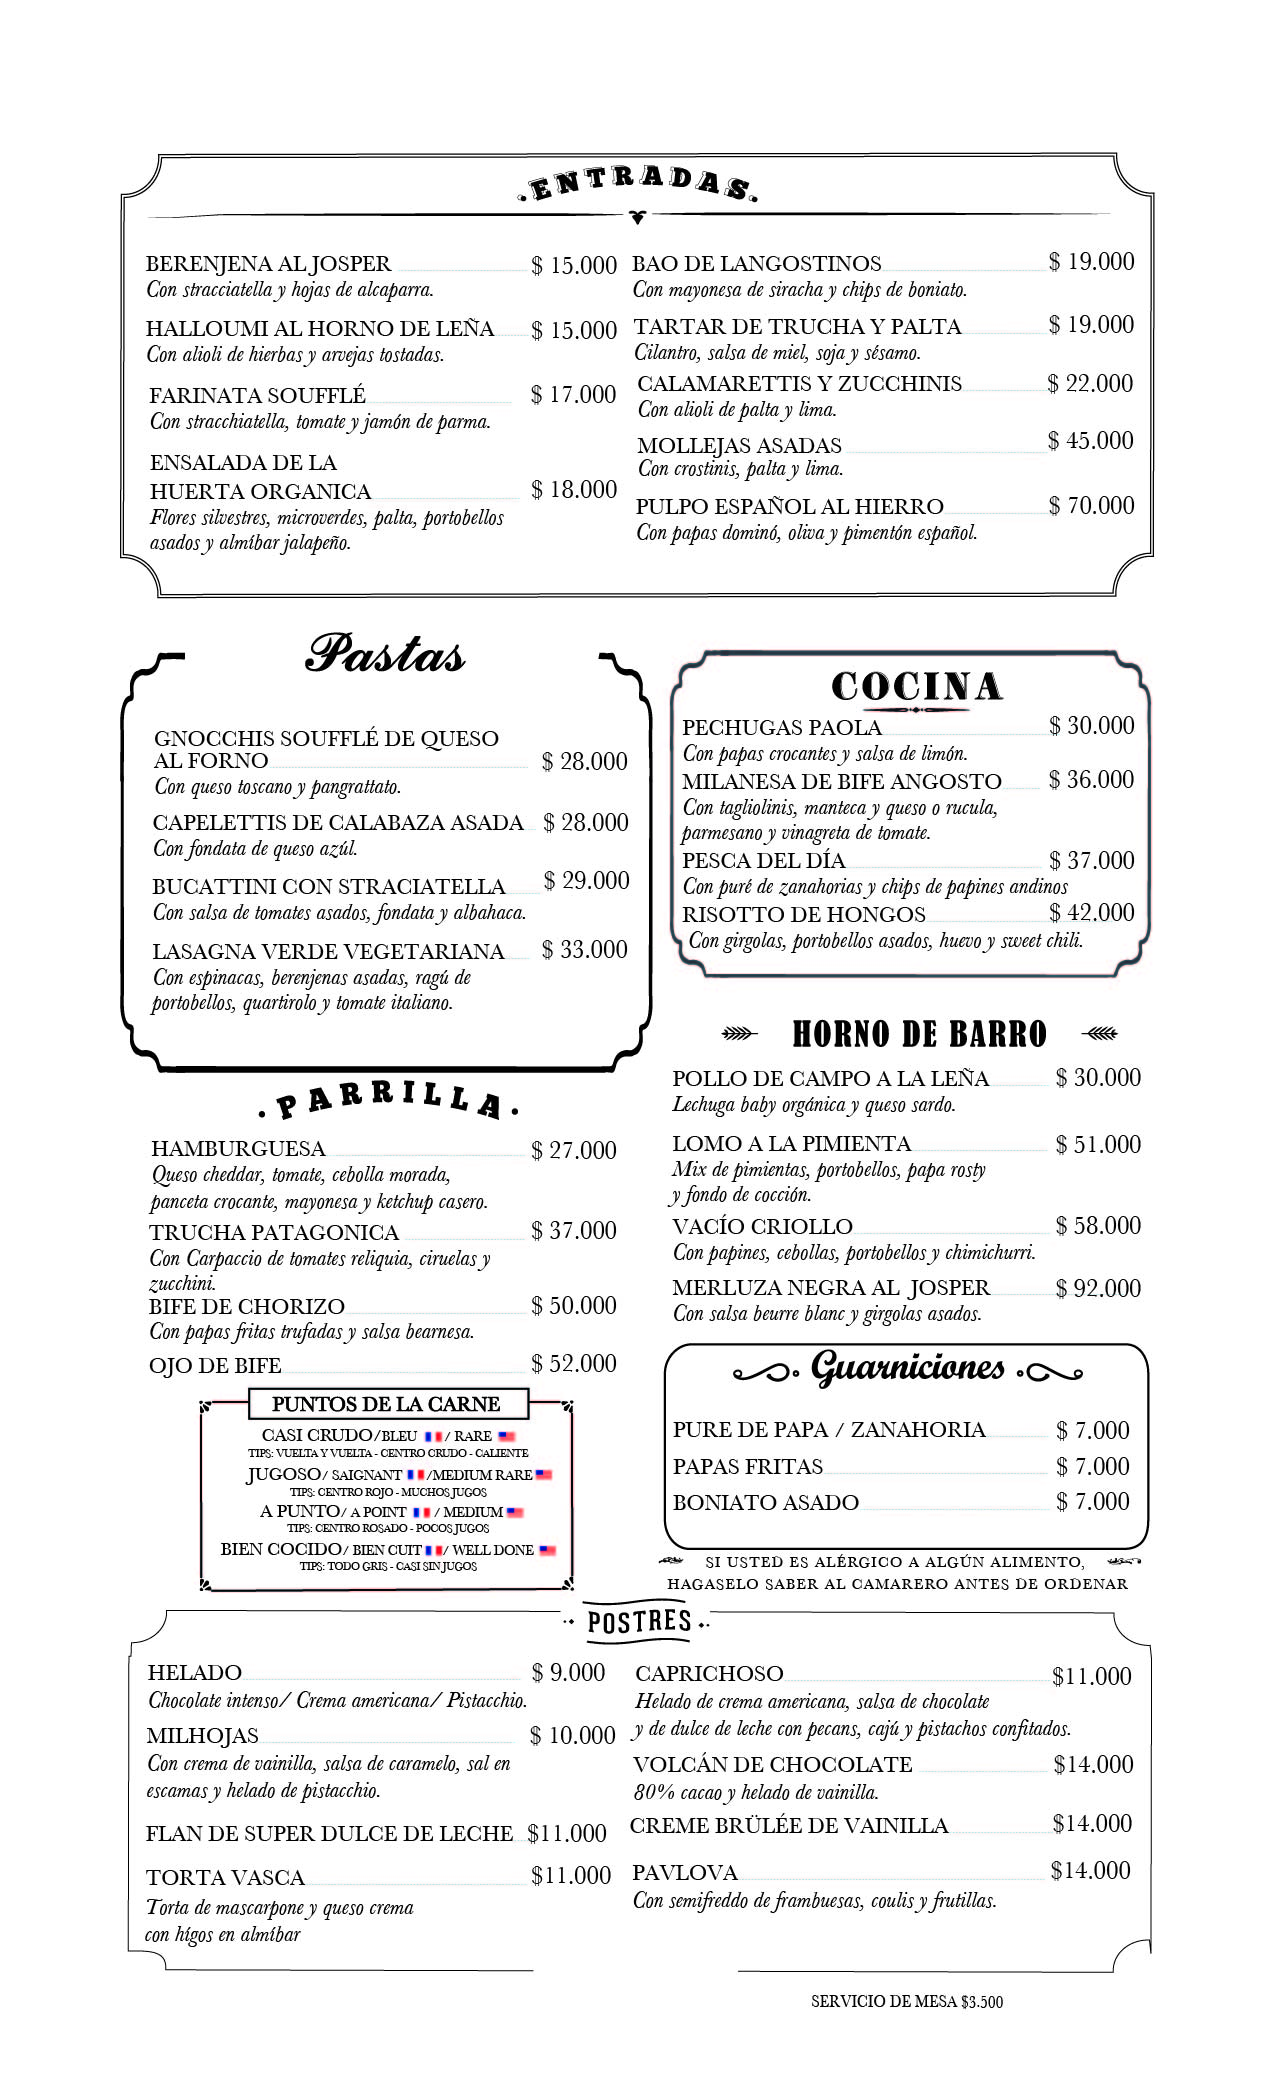 ENTRADAS
BERENJENA AL JOSPER $ 15.000
Con stracciatella y hojas de alcaparra.
HALLOUMI AL HORNO DE LEÑA $ 15.000
Con alioli de hierbas y arvejas tostadas.
FARINATA SOUFFLÉ $ 17.000
Con stracchiatella, tomate y jamón de parma.
ENSALADA DE LA
HUERTA ORGANICA $ 18.000
Flores silvestres, microverdes, palta, portobellos
asados y almíbar jalapeño.
BAO DE LANGOSTINOS $ 19.000
Con mayonesa de siracha y chips de boniato.
TARTAR DE TRUCHA Y PALTA $ 19.000
Cilantro, salsa de miel, soja y sésamo.
CALAMARETTIS Y ZUCCHINIS $ 22.000
Con alioli de palta y lima.
MOLLEJAS ASADAS $ 45.000
Con crostinis, palta y lima.
PULPO ESPAÑOL AL HIERRO $ 70.000
Con papas dominó, oliva y pimentón español.
Pastas
GNOCCHIS SOUFFLÉ DE QUESO
AL FORNO $ 28.000
Con queso toscano y pangrattato.
CAPELETTIS DE CALABAZA ASADA $ 28.000
Con fondata de queso azúl.
BUCATTINI CON STRACIATELLA $ 29.000
Con salsa de tomates asados, fondata y albahaca.
LASAGNA VERDE VEGETARIANA $ 33.000
Con espinacas, berenjenas asadas, ragú de
portobellos, quartirolo y tomate italiano.
COCINA
PECHUGAS PAOLA $ 30.000
Con papas crocantes y salsa de limón.
MILANESA DE BIFE ANGOSTO $ 36.000
Con tagliolinis, manteca y queso o rucula,
parmesano y vinagreta de tomate.
PESCA DEL DÍA $ 37.000
Con puré de zanahorias y chips de papines andinos
RISOTTO DE HONGOS $ 42.000
Con girgolas, portobellos asados, huevo y sweet chili.
PARRILLA
HAMBURGUESA $ 27.000
Queso cheddar, tomate, cebolla morada,
panceta crocante, mayonesa y ketchup casero.
TRUCHA PATAGONICA $ 37.000
Con Carpaccio de tomates reliquia, ciruelas y
zucchini.
BIFE DE CHORIZO $ 50.000
Con papas fritas trufadas y salsa bearnesa.
OJO DE BIFE $ 52.000
PUNTOS DE LA CARNE
CASI CRUDO/BLEU / RARE
TIPS: VUELTA Y VUELTA - CENTRO CRUDO - CALIENTE
JUGOSO/ SAIGNANT /MEDIUM RARE
TIPS: CENTRO ROJO - MUCHOS JUGOS
A PUNTO/ A POINT / MEDIUM
TIPS: CENTRO ROSADO - POCOS JUGOS
BIEN COCIDO/ BIEN CUIT / WELL DONE
TIPS: TODO GRIS - CASI SIN JUGOS
HORNO DE BARRO
POLLO DE CAMPO A LA LEÑA $ 30.000
Lechuga baby orgánica y queso sardo.
LOMO A LA PIMIENTA $ 51.000
Mix de pimientas, portobellos, papa rosty
y fondo de cocción.
VACÍO CRIOLLO $ 58.000
Con papines, cebollas, portobellos y chimichurri.
MERLUZA NEGRA AL JOSPER $ 92.000
Con salsa beurre blanc y girgolas asados.
Guarniciones
PURE DE PAPA / ZANAHORIA $ 7.000
PAPAS FRITAS $ 7.000
BONIATO ASADO $ 7.000
SI USTED ES ALÉRGICO A ALGÚN ALIMENTO,
HAGASELO SABER AL CAMARERO ANTES DE ORDENAR
POSTRES
HELADO $ 9.000
Chocolate intenso/ Crema americana/ Pistacchio.
MILHOJAS $ 10.000
Con crema de vainilla, salsa de caramelo, sal en
escamas y helado de pistacchio.
FLAN DE SUPER DULCE DE LECHE $11.000
TORTA VASCA $11.000
Torta de mascarpone y queso crema
con hígos en almíbar
CAPRICHOSO $11.000
Helado de crema americana, salsa de chocolate
y de dulce de leche con pecans, cajú y pistachos confitados.
VOLCÁN DE CHOCOLATE $14.000
80% cacao y helado de vainilla.
CREME BRÜLÉE DE VAINILLA $14.000
PAVLOVA $14.000
Con semifreddo de frambuesas, coulis y frutillas.
SERVICIO DE MESA $3.500